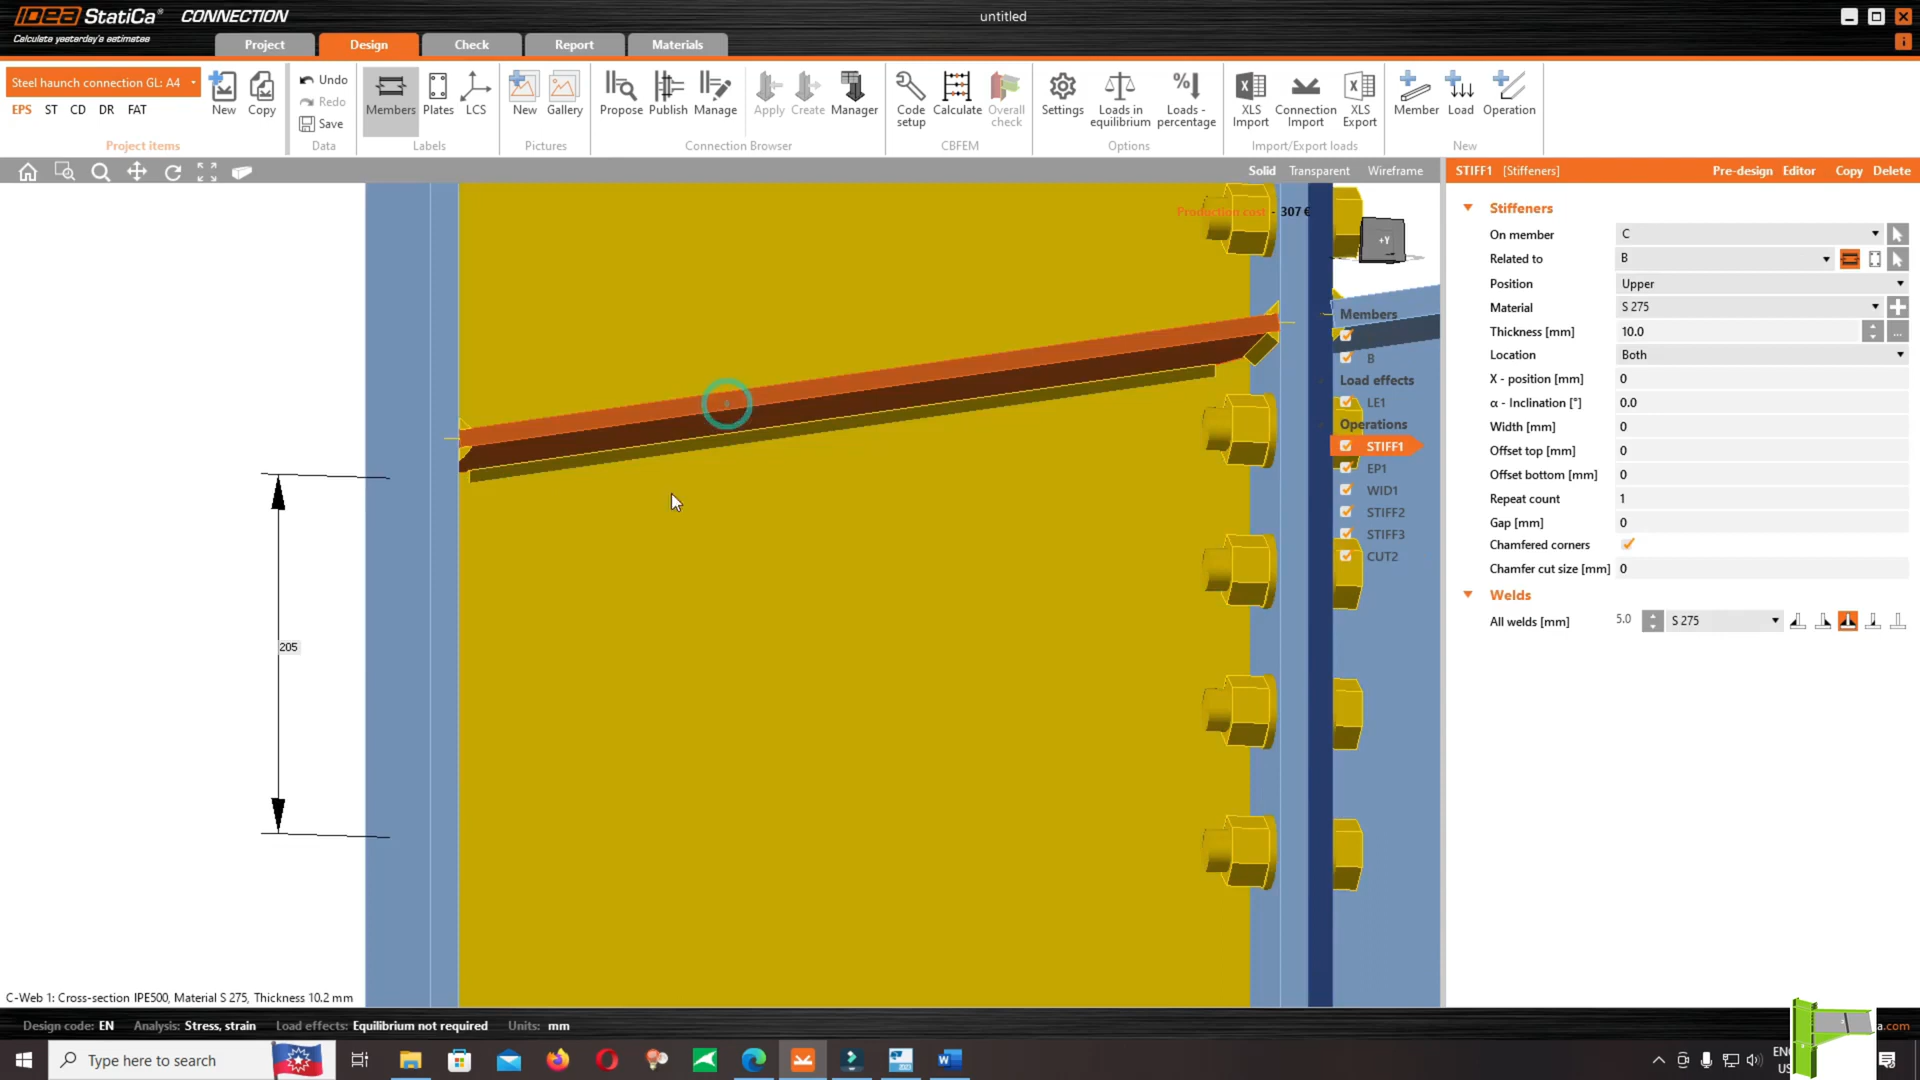 IDEA StatiCa® CONNECTION
Calculate yesterday's estimates
untitled
Project Design Check Report Materials
Steel haunch connection GL: A4
EPS ST CD DR FAT
New Copy
Undo
Redo
Save
Members Plates LCS
New Gallery
Propose Publish Manage
Apply Create Manager
Code setup Calculate Overall check
Settings Loads in equilibrium Loads - percentage
XLS Import Connection Import XLS Export
Member Load Operation
Project items Data Labels Pictures Connection Browser CBFEM Options Import/Export loads New
Solid Transparent Wireframe
STIFF1 [Stiffeners] Pre-design Editor Copy Delete
Production cost - 307 €
+Y
Members
B
Load effects
LE1
Operations
STIFF1
EP1
WID1
STIFF2
STIFF3
CUT2
205
Stiffeners
On member C
Related to B
Position Upper
Material S 275
Thickness [mm] 10.0
Location Both
X - position [mm] 0
α - Inclination [°] 0.0
Width [mm] 0
Offset top [mm] 0
Offset bottom [mm] 0
Repeat count 1
Gap [mm] 0
Chamfered corners
Chamfer cut size [mm] 0
Welds
All welds [mm] 5.0 S 275
C-Web 1: Cross-section IPE500, Material S 275, Thickness 10.2 mm
Design code: EN Analysis: Stress, strain Load effects: Equilibrium not required Units: mm
a.com
Type here to search